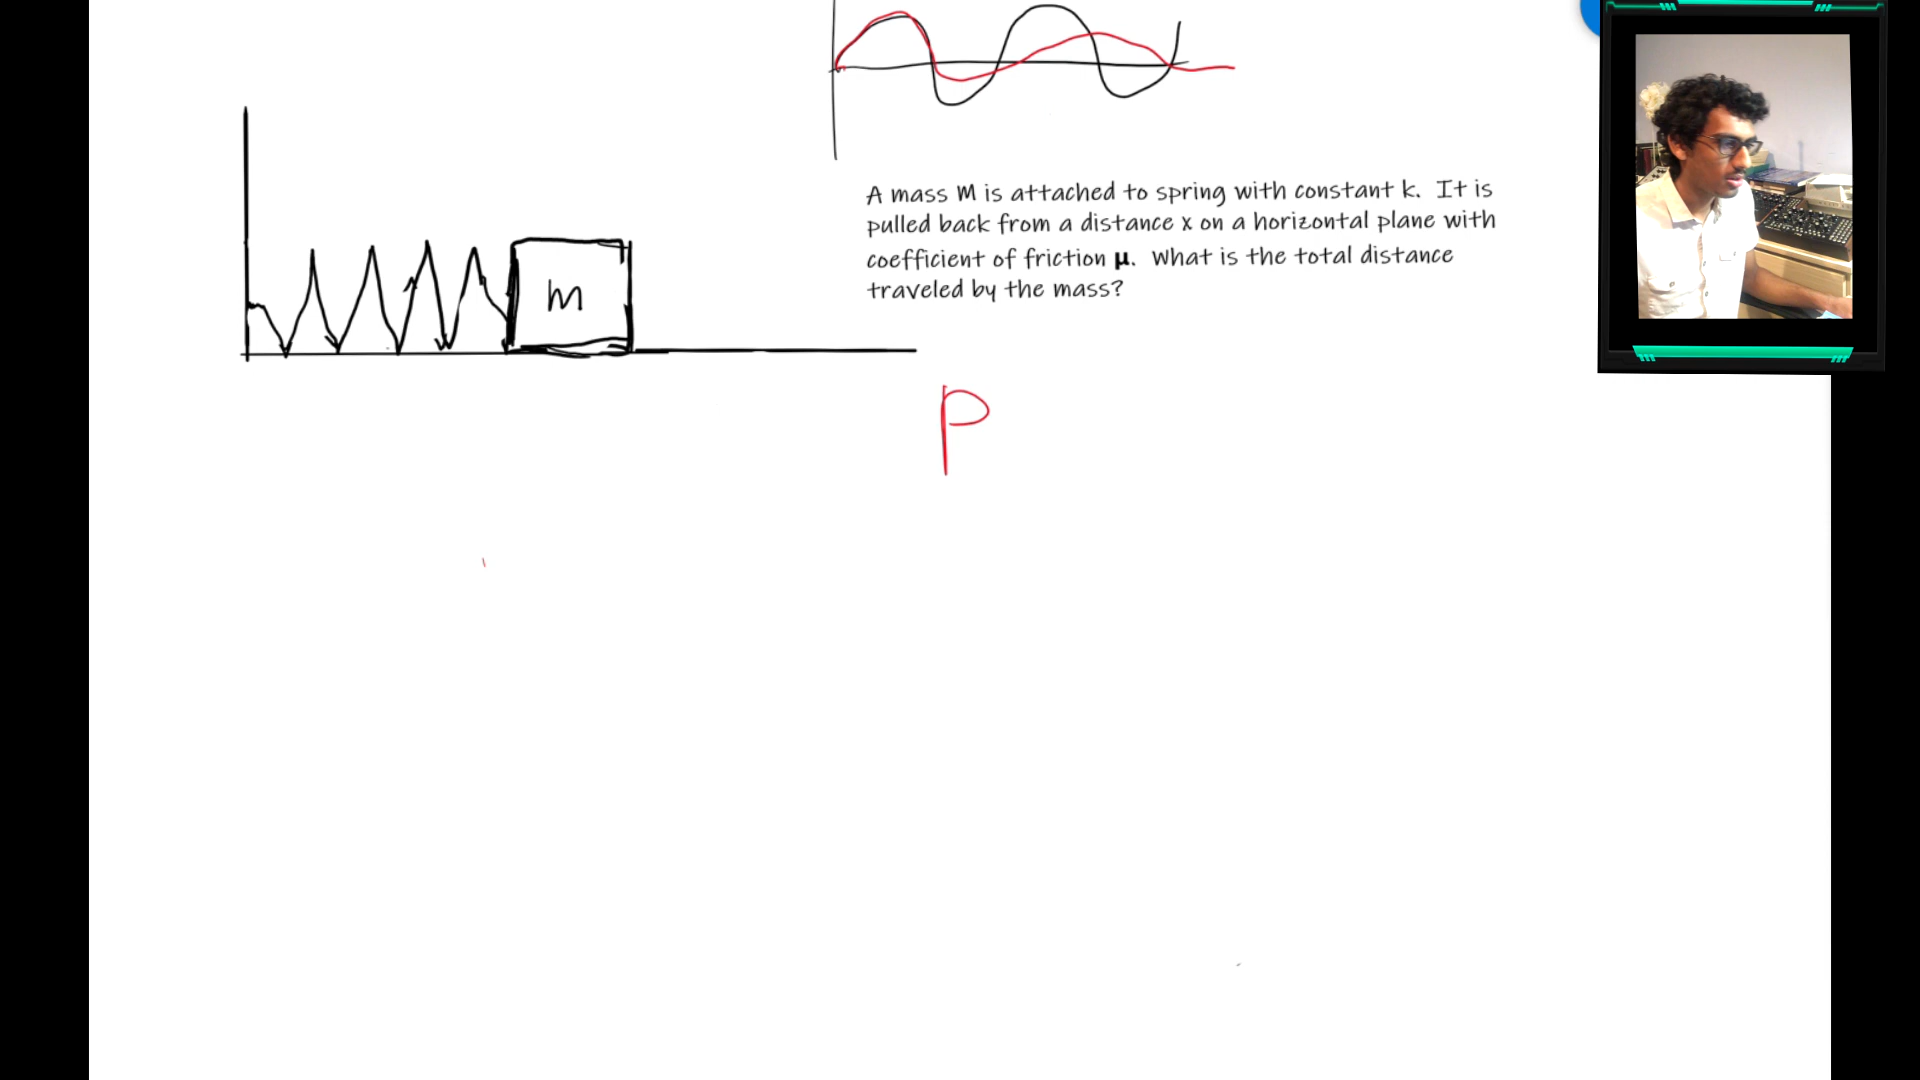 A mass M is attached to spring with constant k. It is
pulled back from a distance x on a horizontal plane with
coefficient of friction μ. What is the total distance
traveled by the mass?
m
P